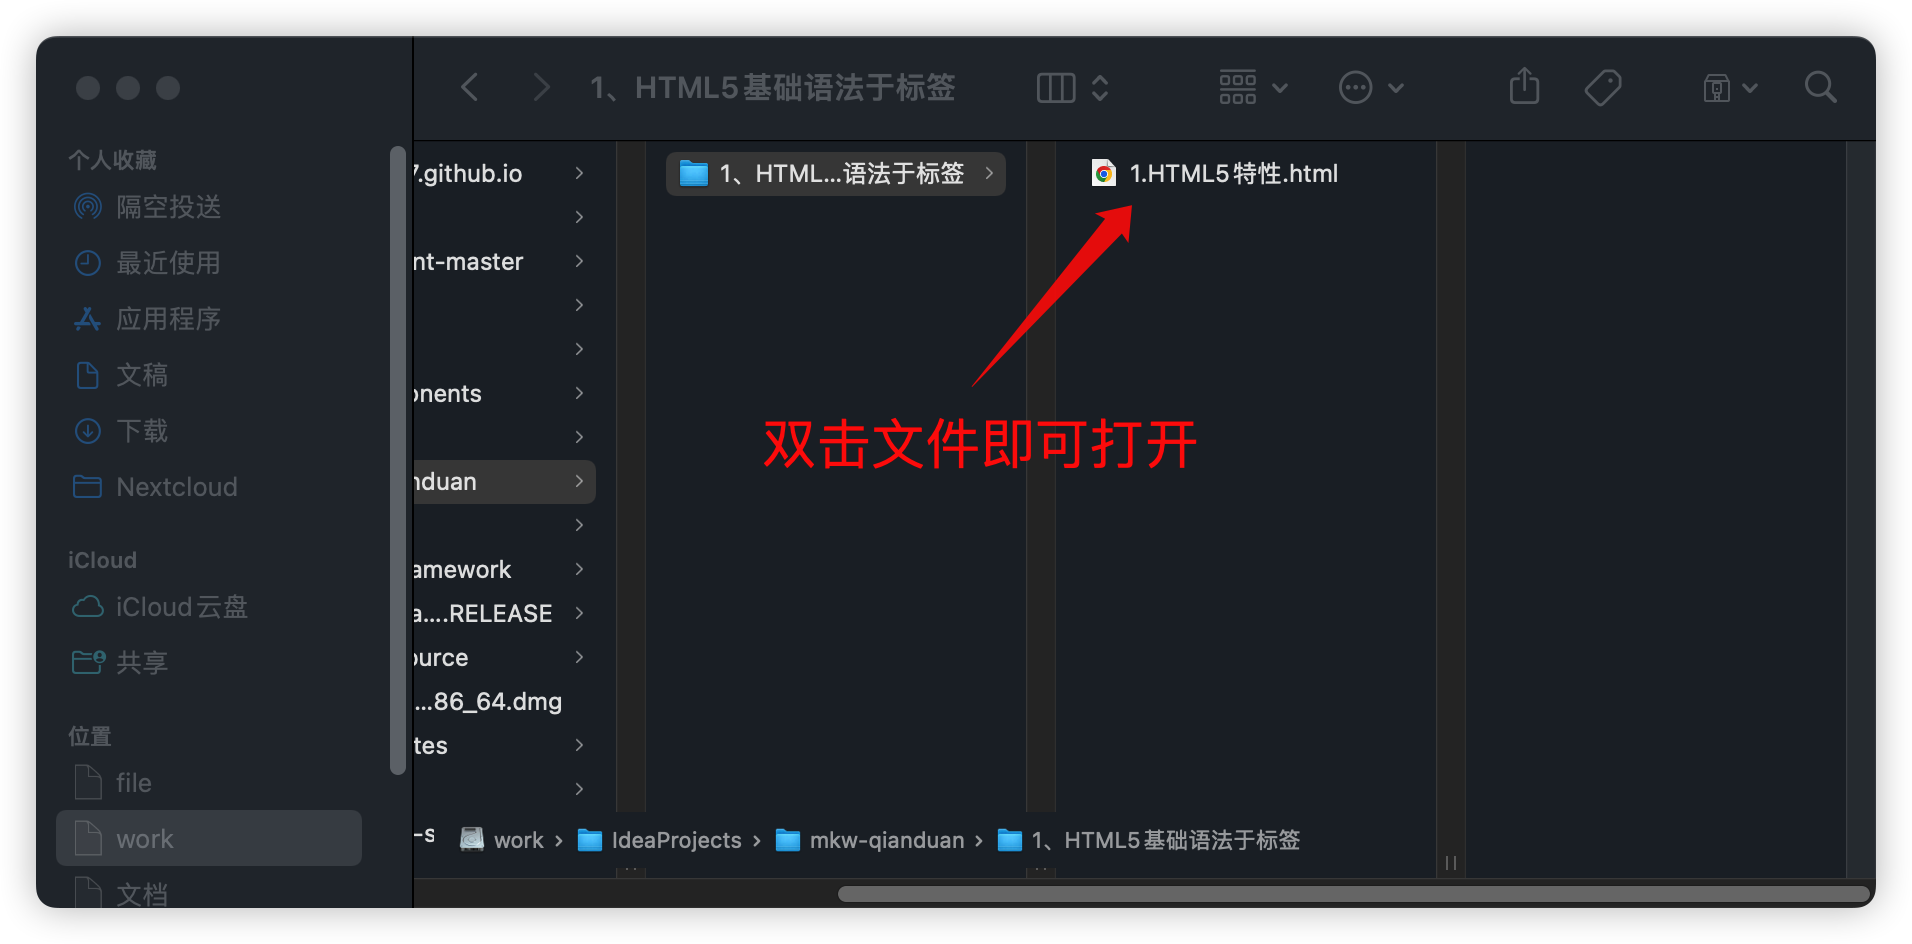 1、HTML5基础语法于标签
个人收藏
隔空投送
最近使用
应用程序
文稿
下载
Nextcloud
iCloud
iCloud云盘
共享
位置
file
work
文档
.github.io
nt-master
onents
nduan
amework
a....RELEASE
ource
...86_64.dmg
tes
-s
1、HTML...语法于标签
1.HTML5特性.html
双击文件即可打开
work › IdeaProjects › mkw-qianduan › 1、HTML5基础语法于标签